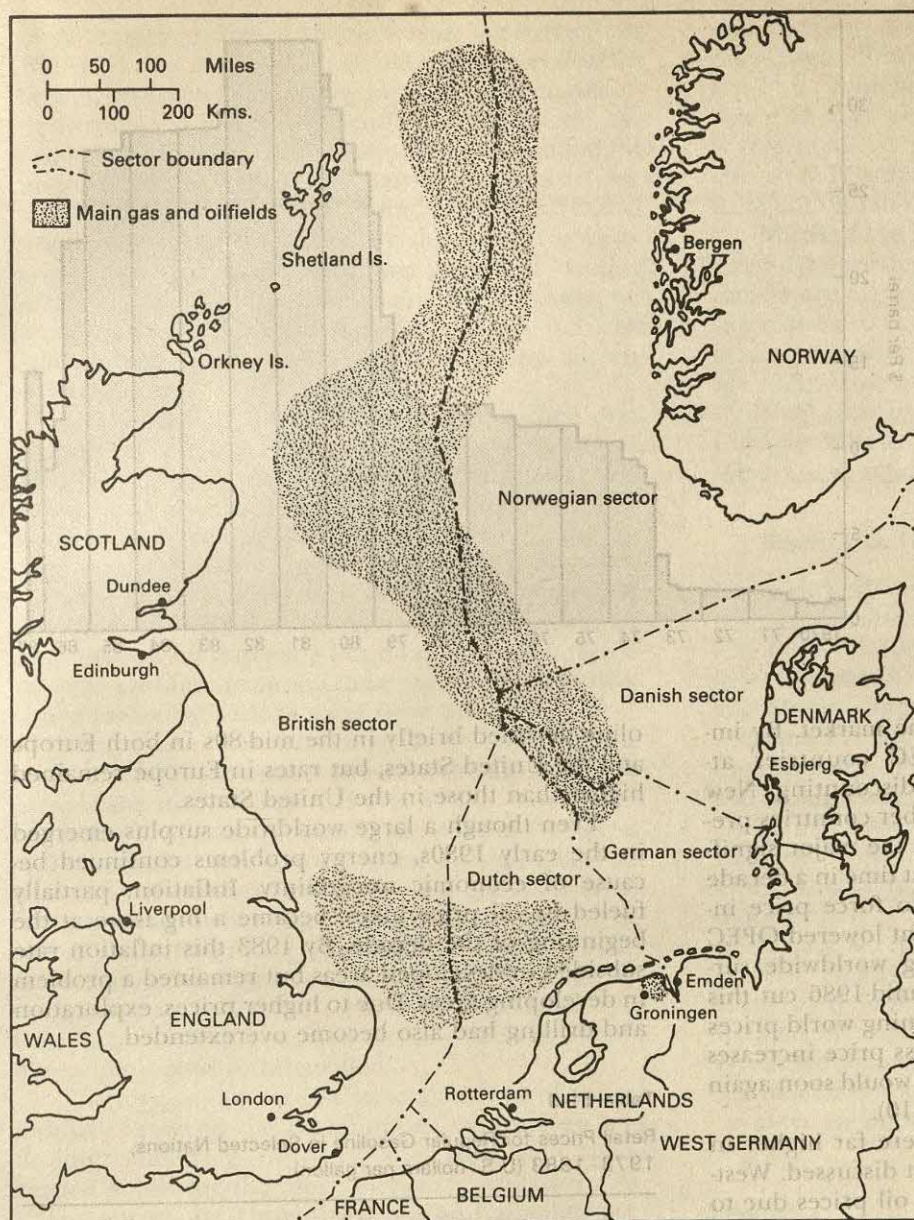 0 50 100 Miles
0 100 200 Kms.
Sector boundary
Main gas and oilfields
Shetland Is.
Bergen
Orkney Is.
NORWAY
Norwegian sector
SCOTLAND
Dundee
Edinburgh
British sector
Danish sector
DENMARK
Esbjerg
German sector
Dutch sector
Liverpool
Emden
Groningen
ENGLAND
WALES
London
Rotterdam
NETHERLANDS
Dover
WEST GERMANY
FRANCE
BELGIUM